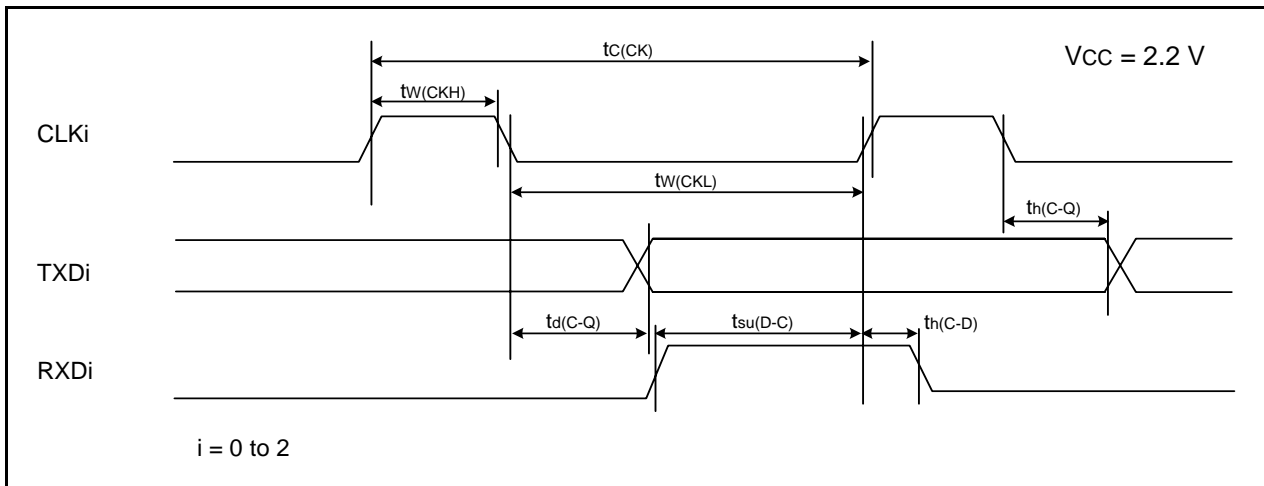 tC(CK)
VCC = 2.2 V
tW(CKH)
CLKi
tW(CKL)
th(C-Q)
TXDi
td(C-Q)
tsu(D-C)
th(C-D)
RXDi
i = 0 to 2